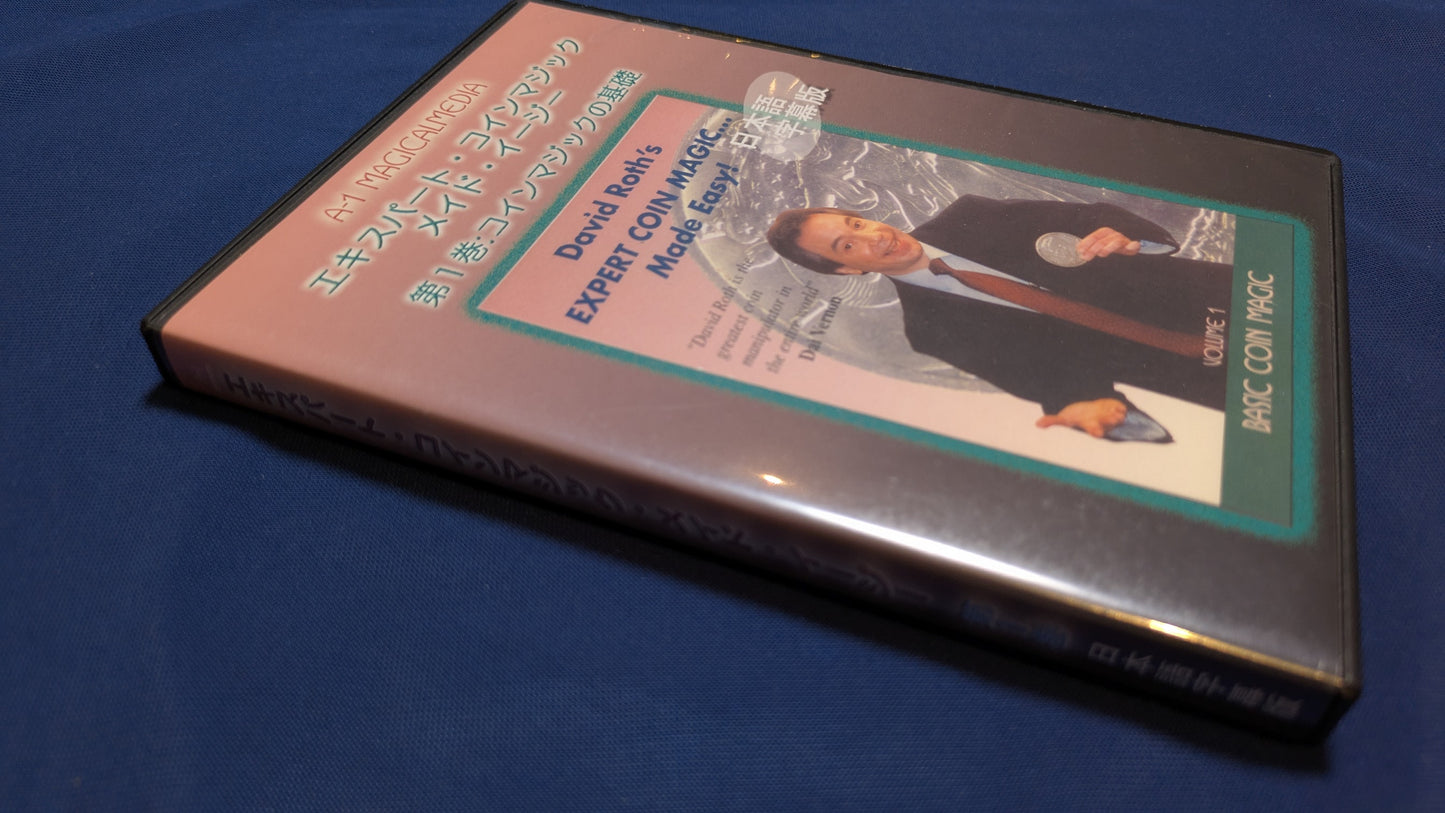 A-1 MAGICALMEDIA
エキスパート・コインマジック
メイド・イージー
第１巻：コインマジックの基礎
日本語
字幕版
David Roth's
EXPERT COIN MAGIC...
Made Easy!
"David Roth is the
greatest coin
manipulator in
the entire world"
Dai Vernon
VOLUME 1
BASIC COIN MAGIC
エキスパート・コインマジック・メイド・イージー 第１巻 日本語字幕版